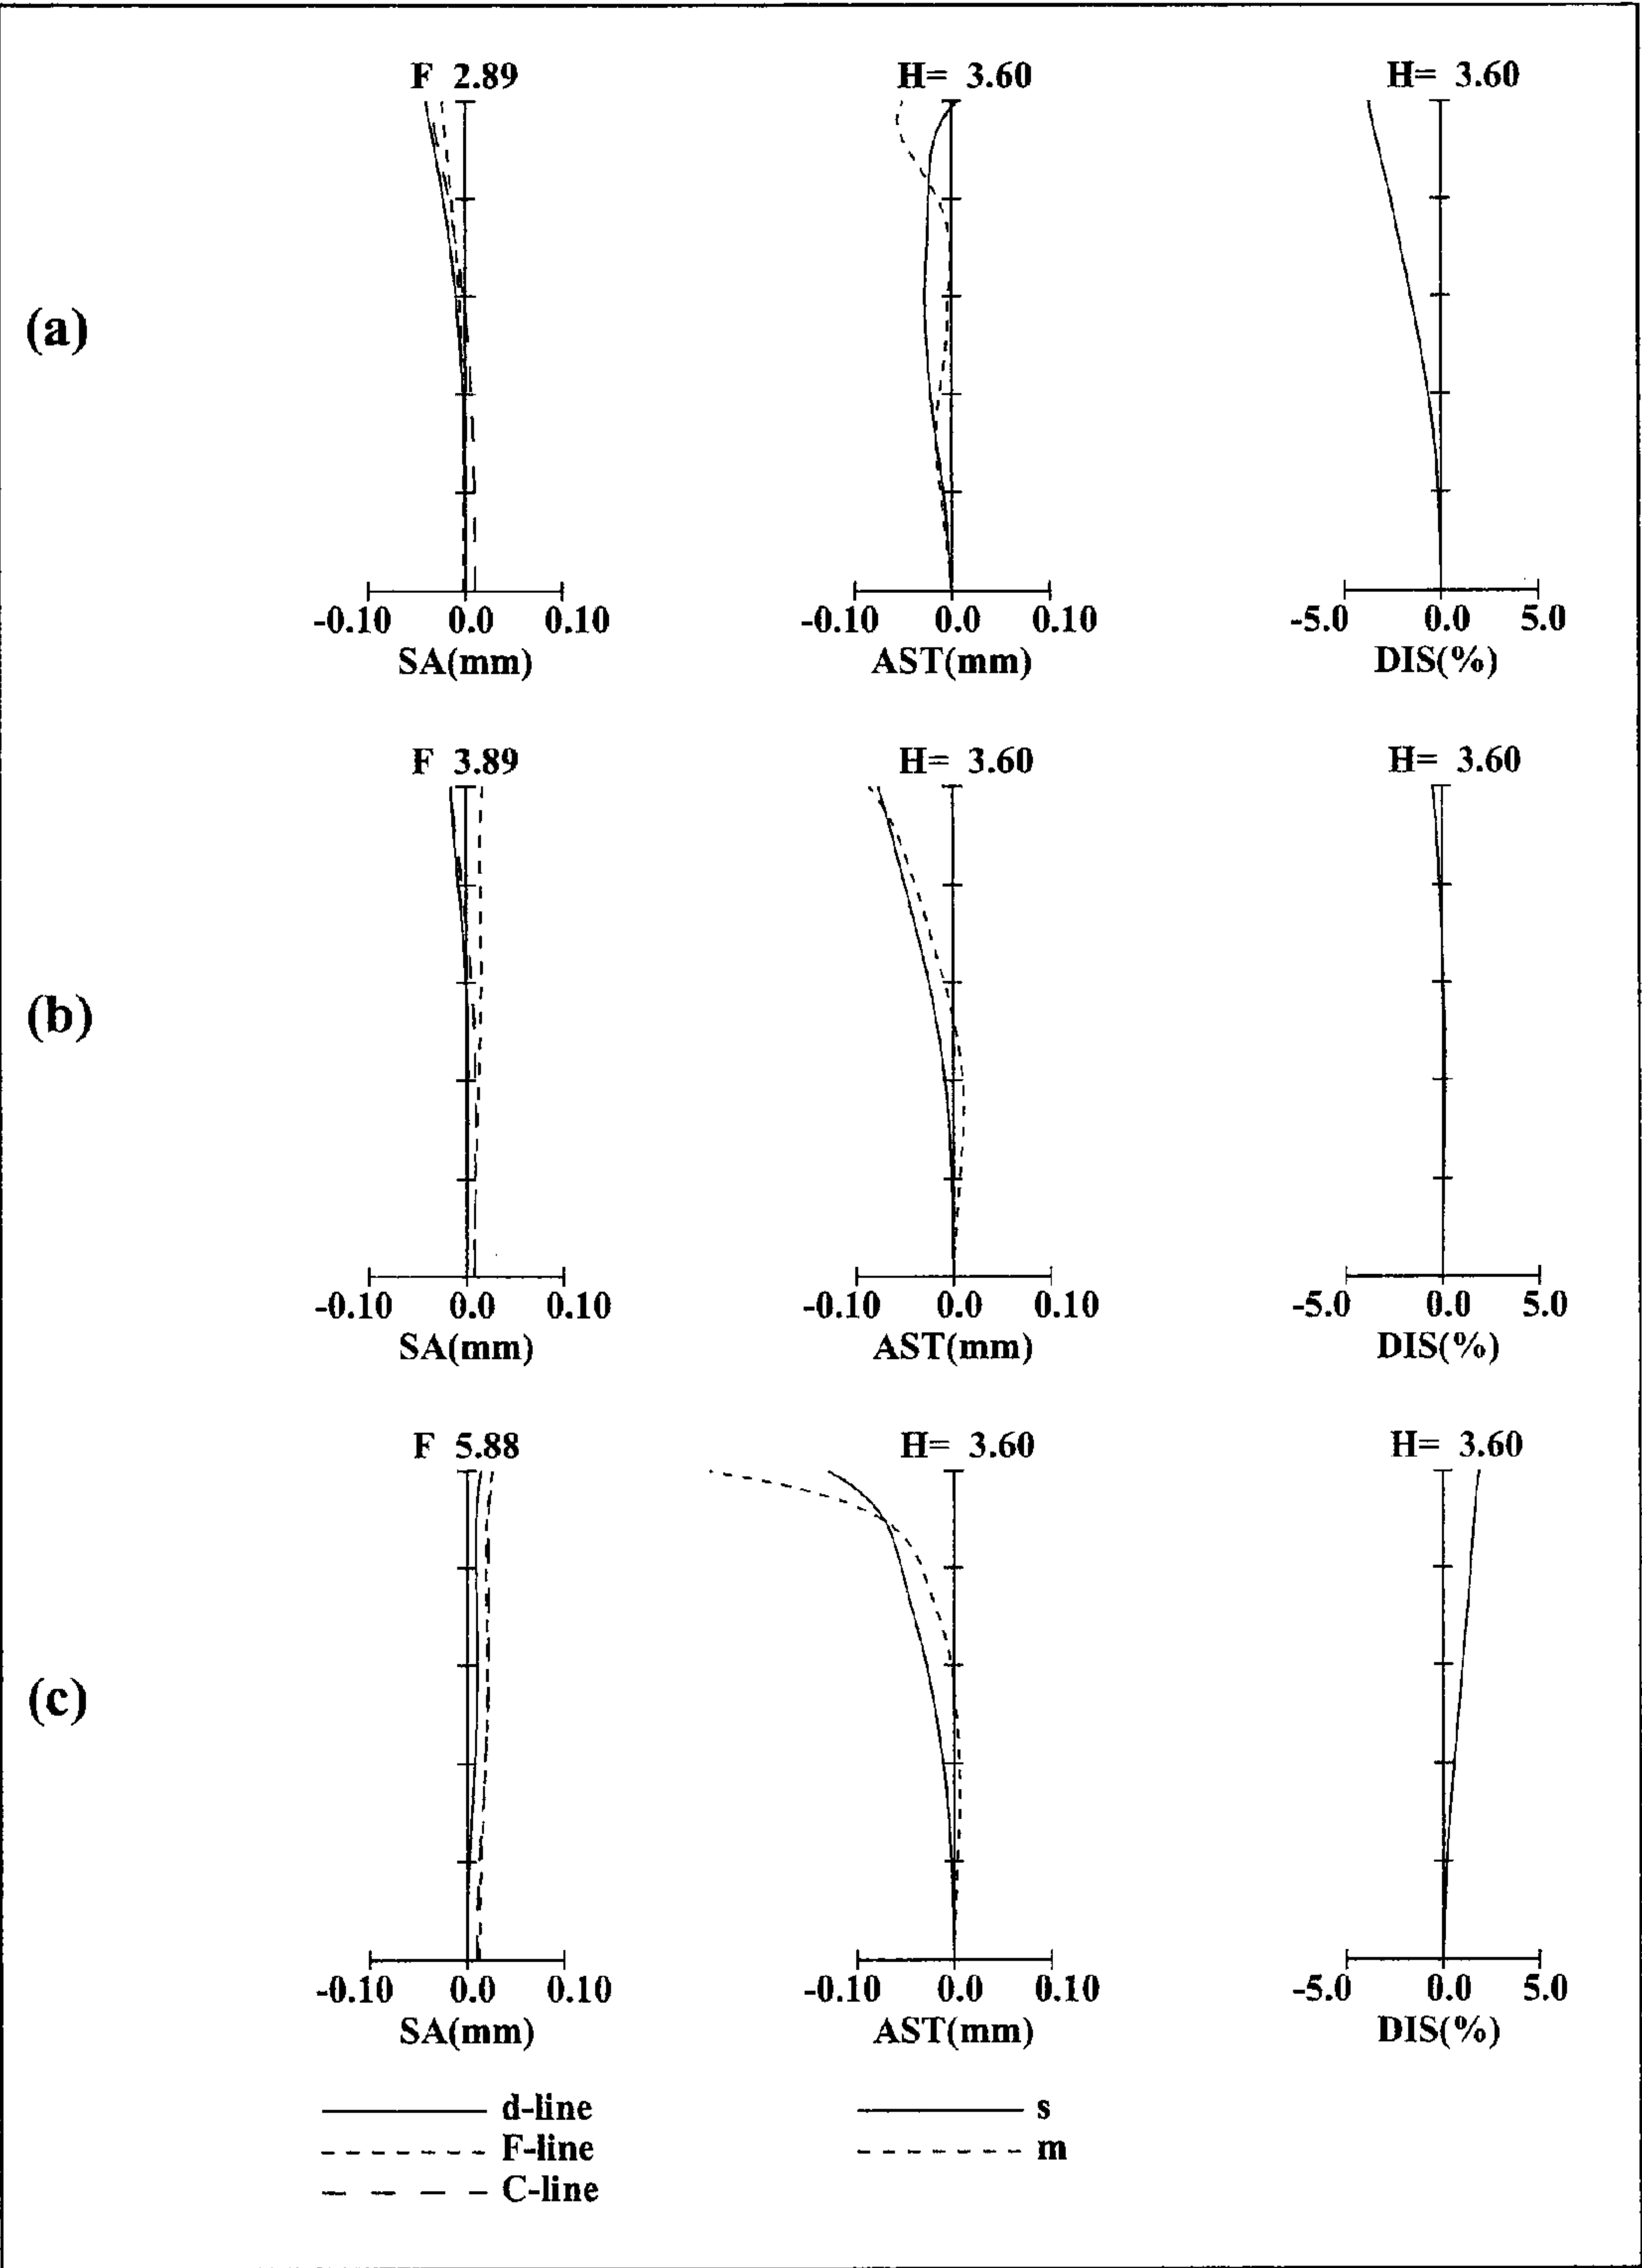 F 2.89 H= 3.60 H= 3.60
(a)
-0.10 0.0 0.10 -0.10 0.0 0.10 -5.0 0.0 5.0
SA(mm) AST(mm) DIS(%)
F 3.89 H= 3.60 H= 3.60
(b)
-0.10 0.0 0.10 -0.10 0.0 0.10 -5.0 0.0 5.0
SA(mm) AST(mm) DIS(%)
F 5.88 H= 3.60 H= 3.60
(c)
-0.10 0.0 0.10 -0.10 0.0 0.10 -5.0 0.0 5.0
SA(mm) AST(mm) DIS(%)
d-line s
F-line m
C-line